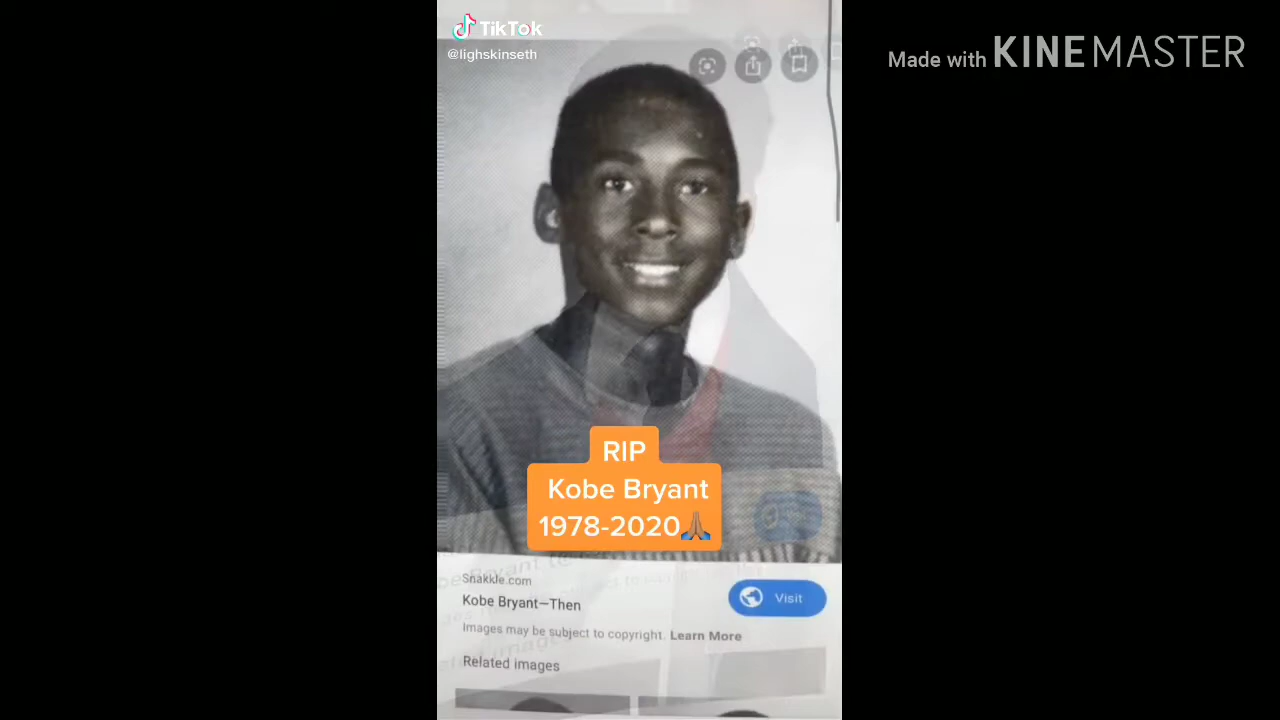 TikTok
@lighskinseth
Made with KINEMASTER
RIP
Kobe Bryant
1978-2020🙏🏽
Snakkle.com
Kobe Bryant—Then
Visit
Images may be subject to copyright. Learn More
Related images